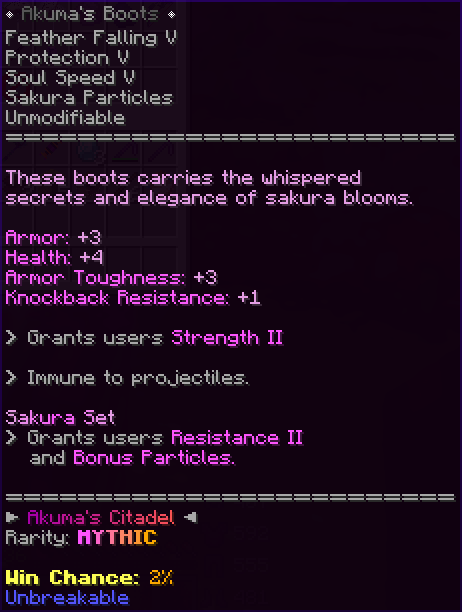 ◆ Akuma's Boots ◆
Feather Falling V
Protection V
Soul Speed V
Sakura Particles
Unmodifiable
These boots carries the whispered
secrets and elegance of sakura blooms.
Armor: +3
Health: +4
Armor Toughness: +3
Knockback Resistance: +1
> Grants users Strength II
> Immune to projectiles.
Sakura Set
> Grants users Resistance II
and Bonus Particles.
► Akuma's Citadel ◄
Rarity: MYTHIC
Win Chance: 2%
Unbreakable